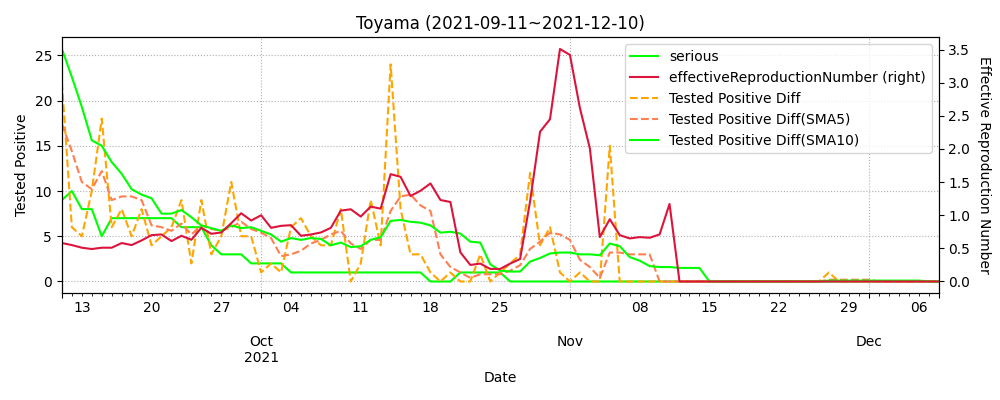 Toyama (2021-09-11~2021-12-10)
serious
effectiveReproductionNumber (right)
Tested Positive Diff
Tested Positive Diff(SMA5)
Tested Positive Diff(SMA10)
Tested Positive
25
20
15
10
5
0
Effective Reproduction Number
3.5
3.0
2.5
2.0
1.5
1.0
0.5
0.0
13 20 27 04 11 18 25 08 15 22 29 06
Oct Nov Dec
2021
Date